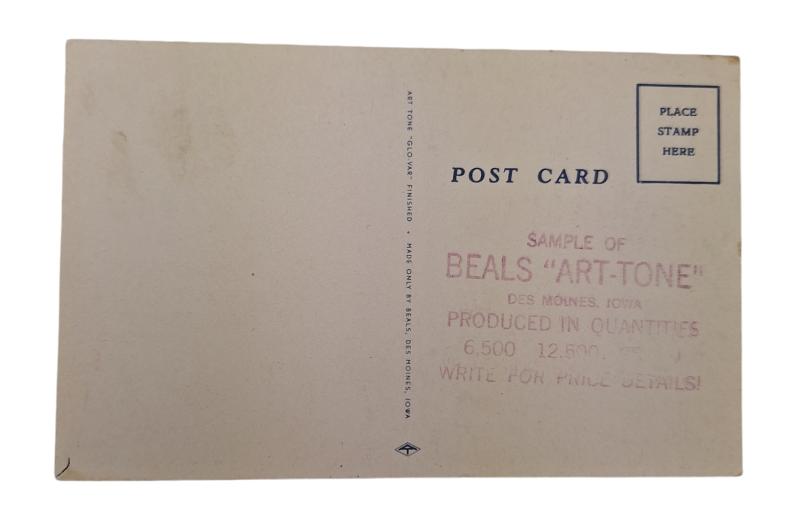 ART TONE "GLO-VAR" FINISHED • MADE ONLY BY BEALS, DES MOINES, IOWA
PLACE
STAMP
HERE
POST CARD
SAMPLE OF
BEALS "ART-TONE"
DES MOINES, IOWA
PRODUCED IN QUANTITIES
6,500 12,500,
WRITE FOR PRICE DETAILS!